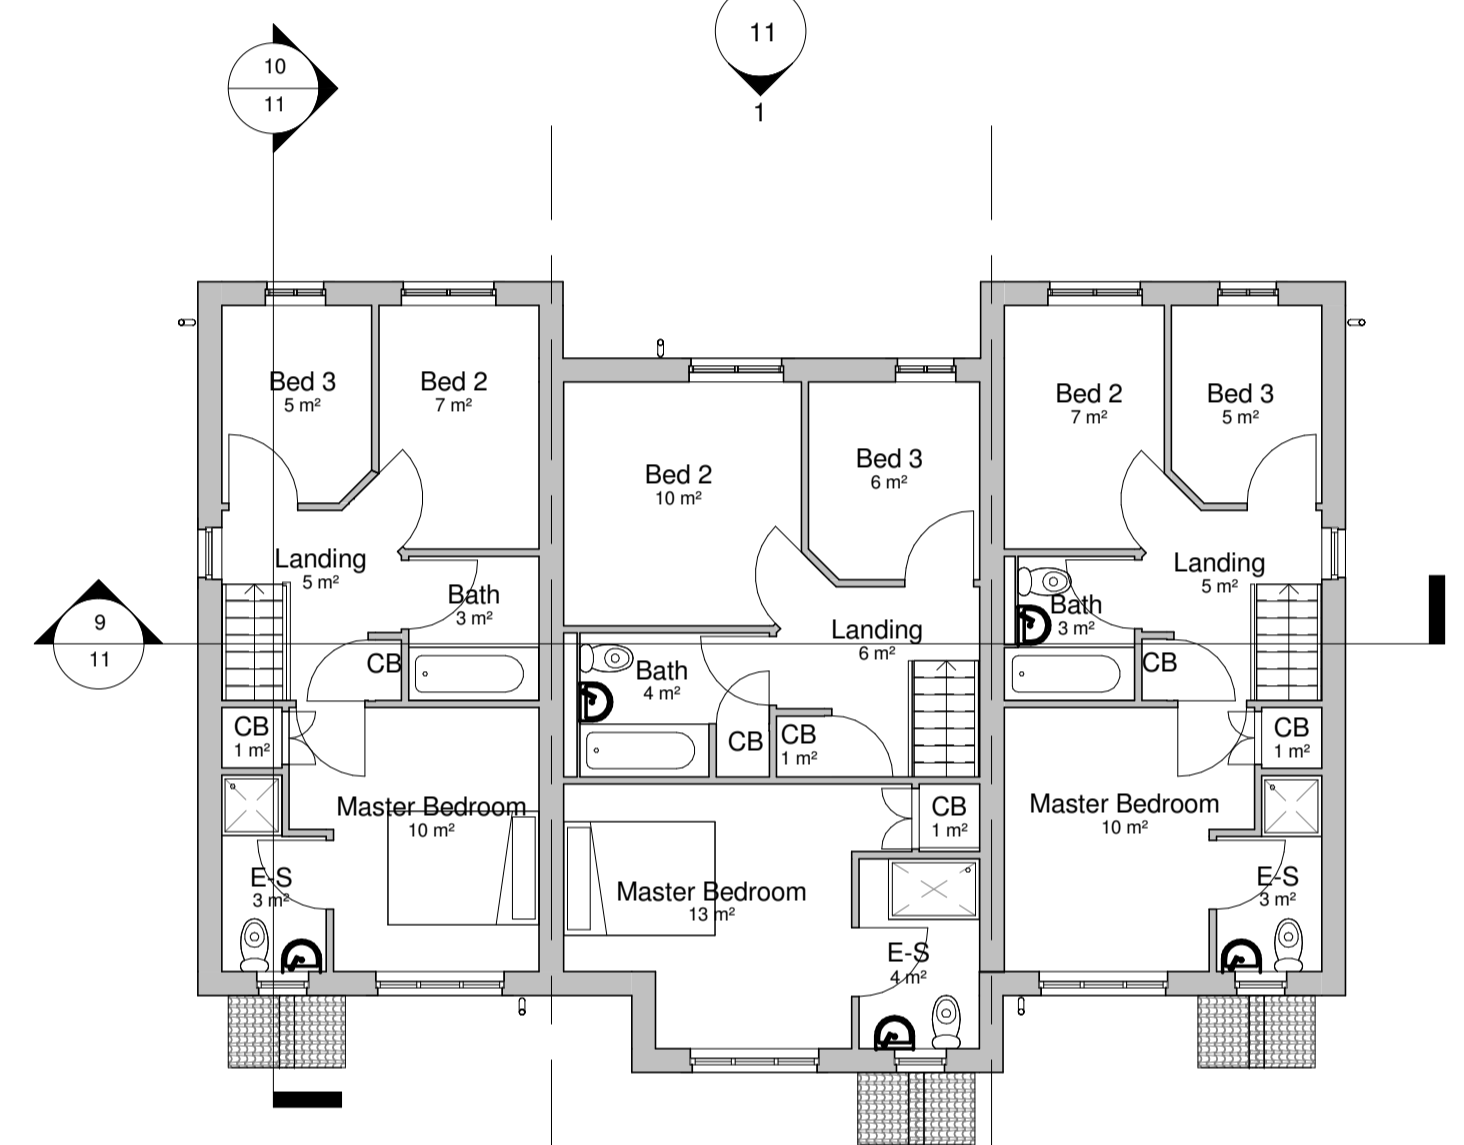 11
1
10
11
9
11
Bed 3
5 m²
Bed 2
7 m²
Landing
5 m²
Bath
3 m²
CB
CB
1 m²
Master Bedroom
10 m²
E-S
3 m²
Bed 2
10 m²
Bed 3
6 m²
Landing
6 m²
Bath
4 m²
CB
CB
1 m²
CB
1 m²
Master Bedroom
13 m²
E-S
4 m²
Bed 2
7 m²
Bed 3
5 m²
Landing
5 m²
Bath
3 m²
CB
CB
1 m²
Master Bedroom
10 m²
E-S
3 m²